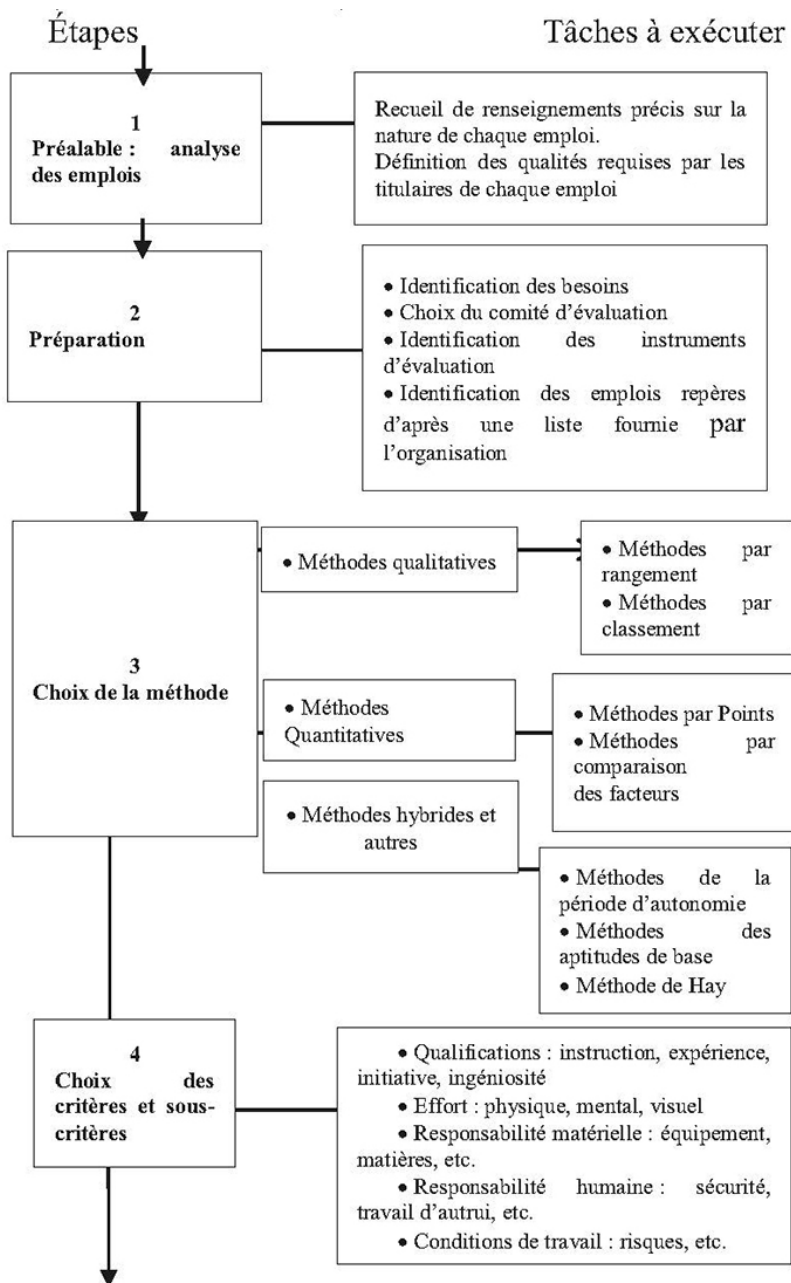 Étapes
Tâches à exécuter
1
Préalable : analyse
des emplois
Recueil de renseignements précis sur la
nature de chaque emploi.
Définition des qualités requises par les
titulaires de chaque emploi
2
Préparation
• Identification des besoins
• Choix du comité d’évaluation
• Identification des instruments
d’évaluation
• Identification des emplois repères
d’après une liste fournie par
l’organisation
3
Choix de la méthode
• Méthodes qualitatives
• Méthodes par
rangement
• Méthodes par
classement
• Méthodes
Quantitatives
• Méthodes par Points
• Méthodes par
comparaison
des facteurs
• Méthodes hybrides et
autres
• Méthodes de la
période d’autonomie
• Méthodes des
aptitudes de base
• Méthode de Hay
4
Choix des
critères et sous-
critères
• Qualifications : instruction, expérience,
initiative, ingéniosité
• Effort : physique, mental, visuel
• Responsabilité matérielle : équipement,
matières, etc.
• Responsabilité humaine : sécurité,
travail d’autrui, etc.
• Conditions de travail : risques, etc.